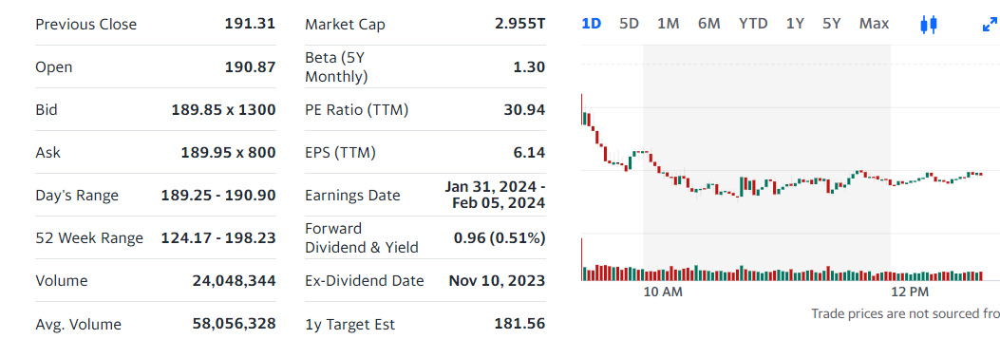 Previous Close 191.31
Open 190.87
Bid 189.85 x 1300
Ask 189.95 x 800
Day's Range 189.25 - 190.90
52 Week Range 124.17 - 198.23
Volume 24,048,344
Avg. Volume 58,056,328
Market Cap 2.955T
Beta (5Y
Monthly) 1.30
PE Ratio (TTM) 30.94
EPS (TTM) 6.14
Earnings Date Jan 31, 2024 -
Feb 05, 2024
Forward
Dividend & Yield 0.96 (0.51%)
Ex-Dividend Date Nov 10, 2023
1y Target Est 181.56
1D 5D 1M 6M YTD 1Y 5Y Max
10 AM 12 PM
Trade prices are not sourced fro